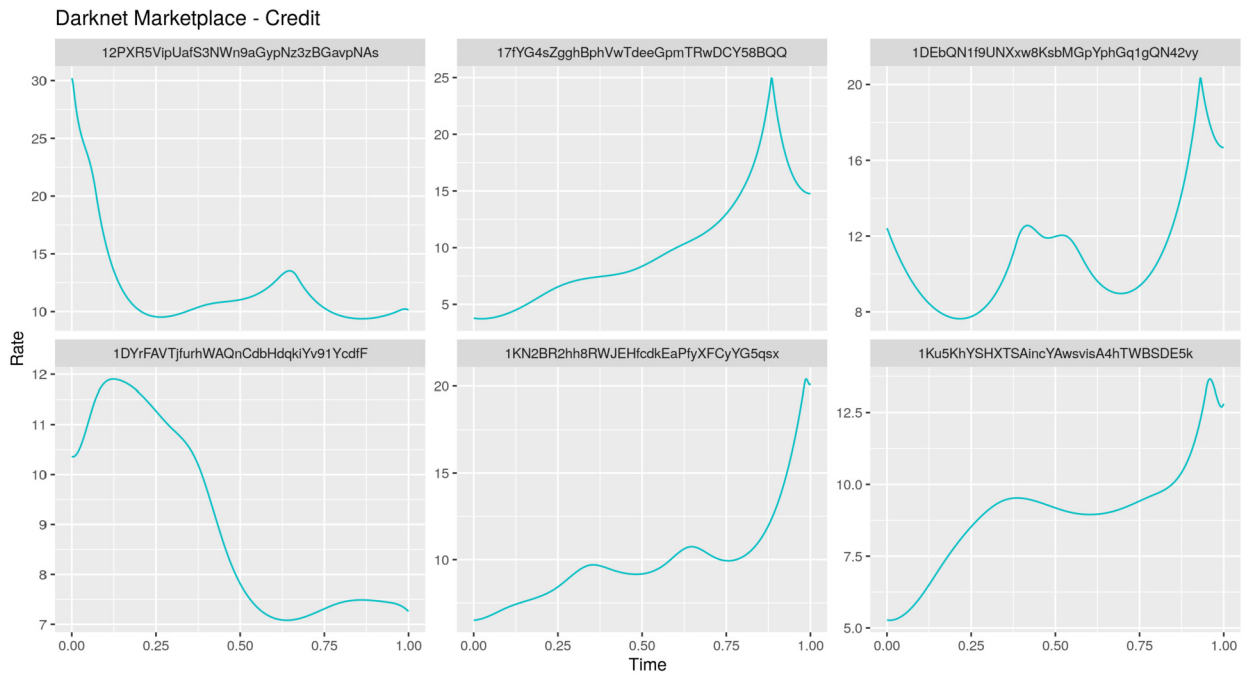 Darknet Marketplace - Credit
12PXR5VipUafS3NWn9aGypNz3zBGavpNAs
17fYG4sZgghBphVwTdeeGpmTRwDCY58BQQ
1DEbQN1f9UNXxw8KsbMGpYphGq1gQN42vy
30
25
20
15
10
25
20
15
10
5
20
16
12
8
Rate
1DYrFAVTjfurhWAQnCdbHdqkiYv91YcdfF
1KN2BR2hh8RWJEHfcdkEaPfyXFCyYG5qsx
1Ku5KhYSHXTSAincYAwsvisA4hTWBSDE5k
12
11
10
9
8
7
20
15
10
12.5
10.0
7.5
5.0
0.00 0.25 0.50 0.75 1.00
0.00 0.25 0.50 0.75 1.00
0.00 0.25 0.50 0.75 1.00
Time